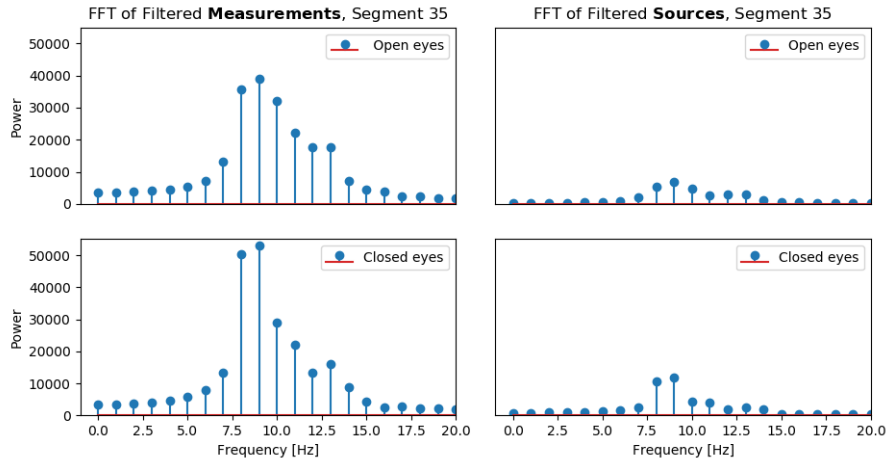 FFT of Filtered Measurements, Segment 35
FFT of Filtered Sources, Segment 35
Open eyes
Open eyes
50000
40000
30000
20000
10000
0
Power
Closed eyes
Closed eyes
50000
40000
30000
20000
10000
0
Power
0.0 2.5 5.0 7.5 10.0 12.5 15.0 17.5 20.0
0.0 2.5 5.0 7.5 10.0 12.5 15.0 17.5 20.0
Frequency [Hz]
Frequency [Hz]